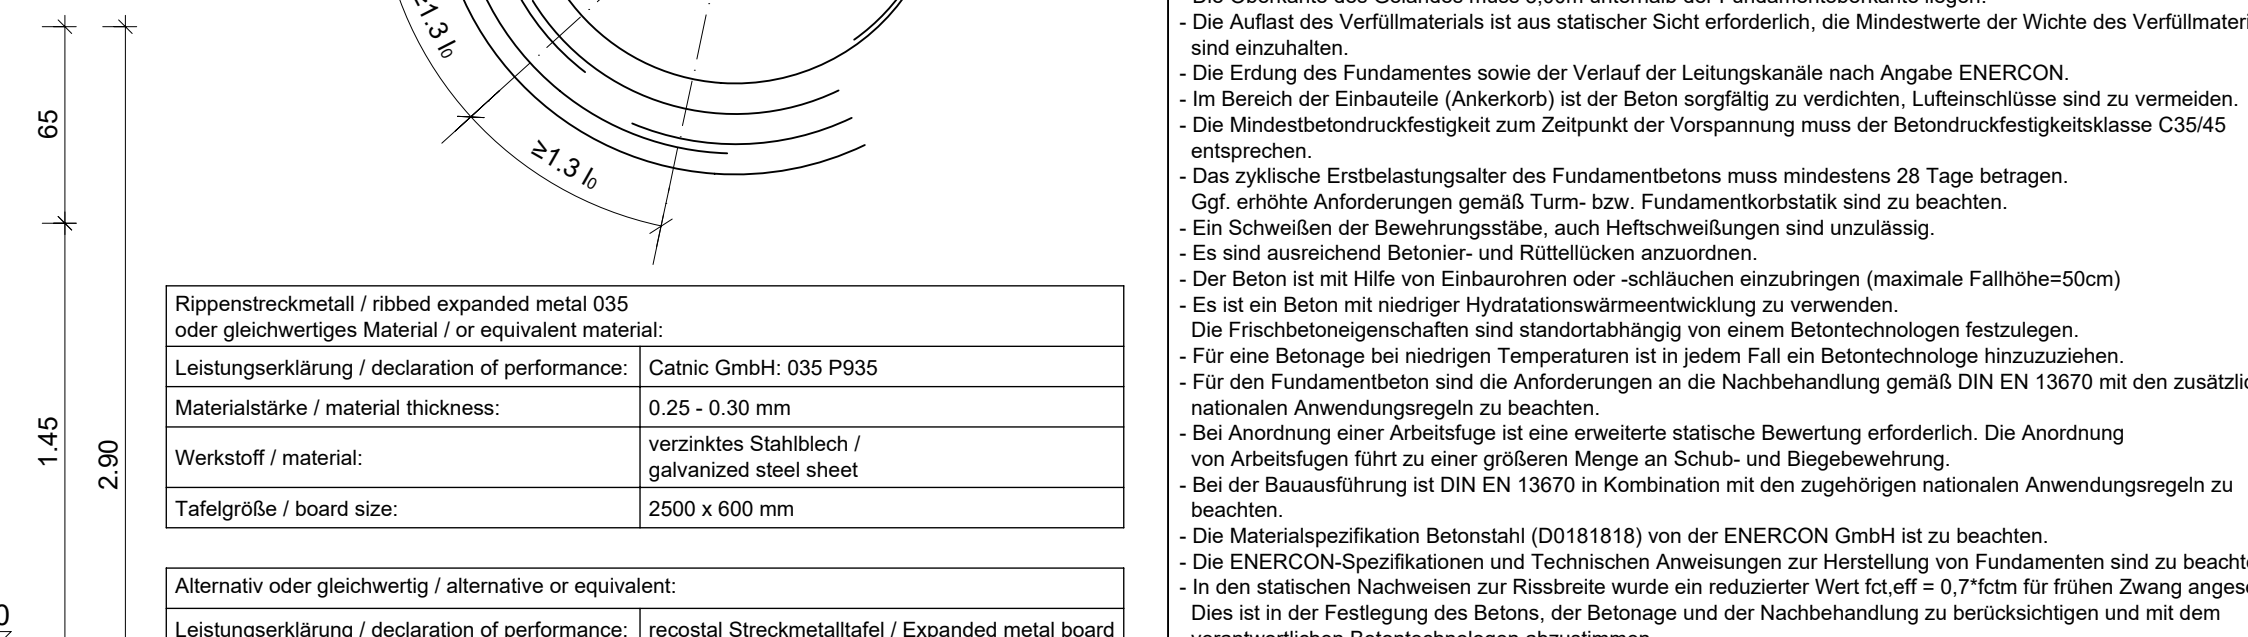 ≥1.3 l0
≥1.3 l0
65
1.45
2.90
0
Rippenstreckmetall / ribbed expanded metal 035
oder gleichwertiges Material / or equivalent material:
Leistungserklärung / declaration of performance: Catnic GmbH: 035 P935
Materialstärke / material thickness: 0.25 - 0.30 mm
Werkstoff / material: verzinktes Stahlblech /
galvanized steel sheet
Tafelgröße / board size: 2500 x 600 mm
Alternativ oder gleichwertig / alternative or equivalent:
Leistungserklärung / declaration of performance: recostal Streckmetalltafel / Expanded metal board
- Die Oberkante des Geländes muss unterhalb der Fundamentoberkante liegen.
- Die Auflast des Verfüllmaterials ist aus statischer Sicht erforderlich, die Mindestwerte der Wichte des Verfüllmateri
sind einzuhalten.
- Die Erdung des Fundamentes sowie der Verlauf der Leitungskanäle nach Angabe ENERCON.
- Im Bereich der Einbauteile (Ankerkorb) ist der Beton sorgfältig zu verdichten, Lufteinschlüsse sind zu vermeiden.
- Die Mindestbetondruckfestigkeit zum Zeitpunkt der Vorspannung muss der Betondruckfestigkeitsklasse C35/45
entsprechen.
- Das zyklische Erstbelastungsalter des Fundamentbetons muss mindestens 28 Tage betragen.
Ggf. erhöhte Anforderungen gemäß Turm- bzw. Fundamentkorbstatik sind zu beachten.
- Ein Schweißen der Bewehrungsstäbe, auch Heftschweißungen sind unzulässig.
- Es sind ausreichend Betonier- und Rüttellücken anzuordnen.
- Der Beton ist mit Hilfe von Einbaurohren oder -schläuchen einzubringen (maximale Fallhöhe=50cm)
- Es ist ein Beton mit niedriger Hydratationswärmeentwicklung zu verwenden.
Die Frischbetoneigenschaften sind standortabhängig von einem Betontechnologen festzulegen.
- Für eine Betonage bei niedrigen Temperaturen ist in jedem Fall ein Betontechnologe hinzuzuziehen.
- Für den Fundamentbeton sind die Anforderungen an die Nachbehandlung gemäß DIN EN 13670 mit den zusätzlic
nationalen Anwendungsregeln zu beachten.
- Bei Anordnung einer Arbeitsfuge ist eine erweiterte statische Bewertung erforderlich. Die Anordnung
von Arbeitsfugen führt zu einer größeren Menge an Schub- und Biegebewehrung.
- Bei der Bauausführung ist DIN EN 13670 in Kombination mit den zugehörigen nationalen Anwendungsregeln zu
beachten.
- Die Materialspezifikation Betonstahl (D0181818) von der ENERCON GmbH ist zu beachten.
- Die ENERCON-Spezifikationen und Technischen Anweisungen zur Herstellung von Fundamenten sind zu beacht
- In den statischen Nachweisen zur Rissbreite wurde ein reduzierter Wert fct,eff = 0,7*fctm für frühen Zwang anges
Dies ist in der Festlegung des Betons, der Betonage und der Nachbehandlung zu berücksichtigen und mit dem
verantwortlichen Betontechnologen abzustimmen.